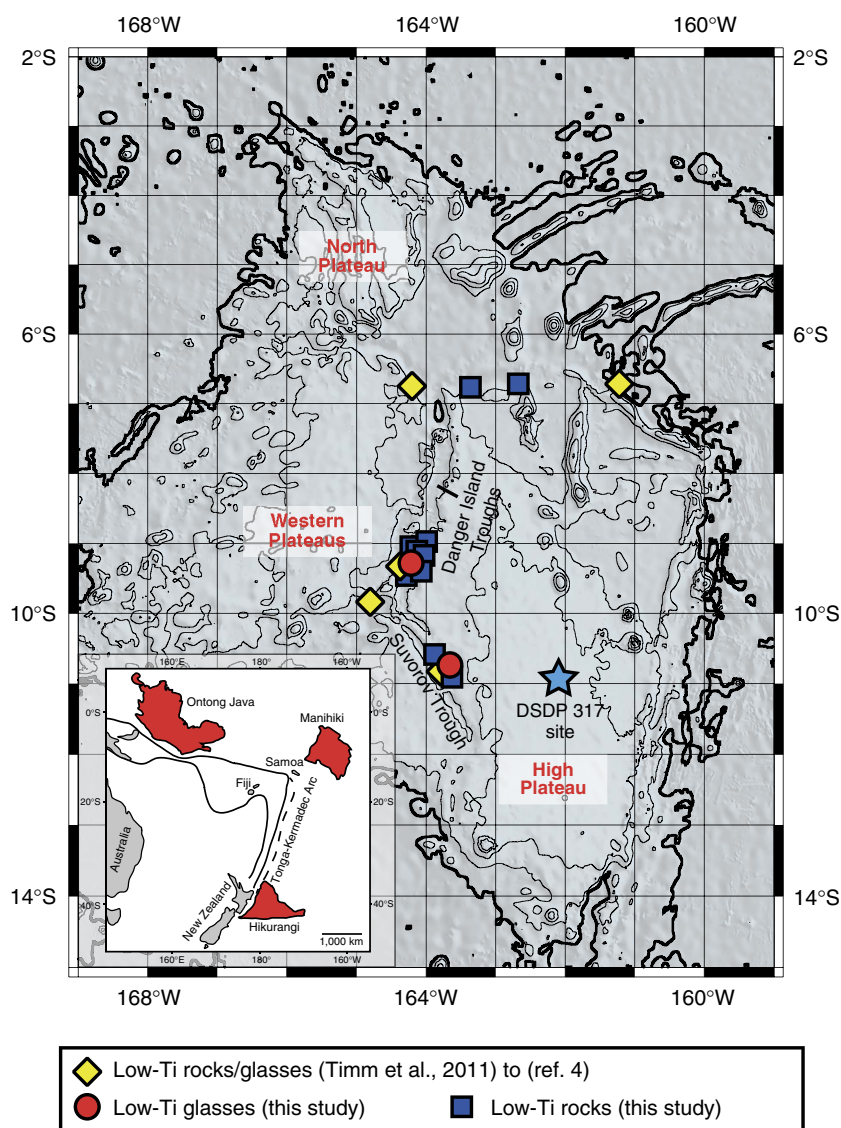 168°W 164°W 160°W
2°S 2°S
North
Plateau
6°S 6°S
Danger Island
Troughs
Western
Plateaus
10°S 10°S
Suvorov Trough
DSDP 317
site
High
Plateau
160°E 180° 160°W
Ontong Java
0°S 0°S
Manihiki
Samoa
Fiji
Tonga-Kermadec Arc
20°S 20°S
Australia
New Zealand
40°S 40°S
Hikurangi
1,000 km
160°E 180° 160°W
14°S 14°S
168°W 164°W 160°W
Low-Ti rocks/glasses (Timm et al., 2011) to (ref. 4)
Low-Ti glasses (this study) Low-Ti rocks (this study)